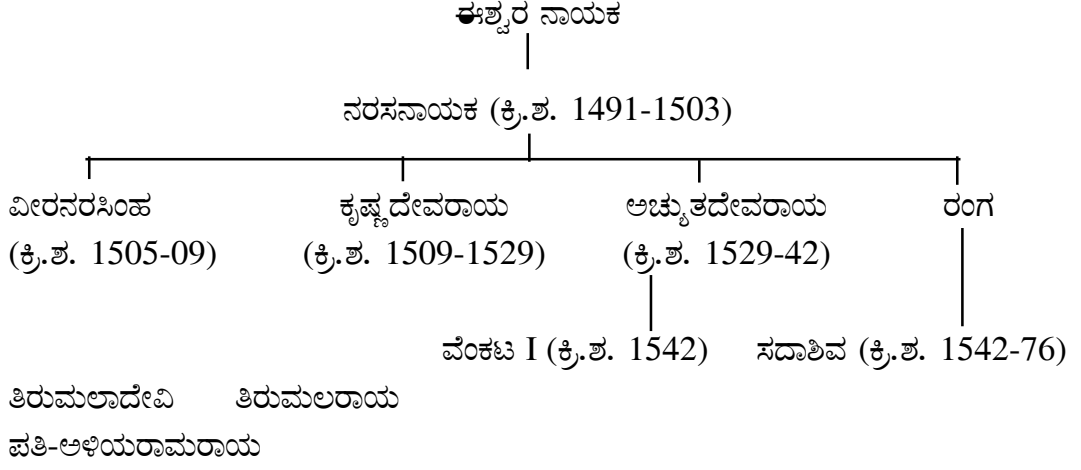 ಈಶ್ವರ ನಾಯಕ
ನರಸನಾಯಕ (ಕ್ರಿ.ಶ. 1491-1503)
ವೀರನರಸಿಂಹ ಕೃಷ್ಣದೇವರಾಯ ಅಚ್ಯುತದೇವರಾಯ ರಂಗ
(ಕ್ರಿ.ಶ. 1505-09) (ಕ್ರಿ.ಶ. 1509-1529) (ಕ್ರಿ.ಶ. 1529-42)
ವೆಂಕಟ I (ಕ್ರಿ.ಶ. 1542) ಸದಾಶಿವ (ಕ್ರಿ.ಶ. 1542-76)
ತಿರುಮಲಾದೇವಿ ತಿರುಮಲರಾಯ
ಪತಿ-ಅಳಿಯರಾಮರಾಯ